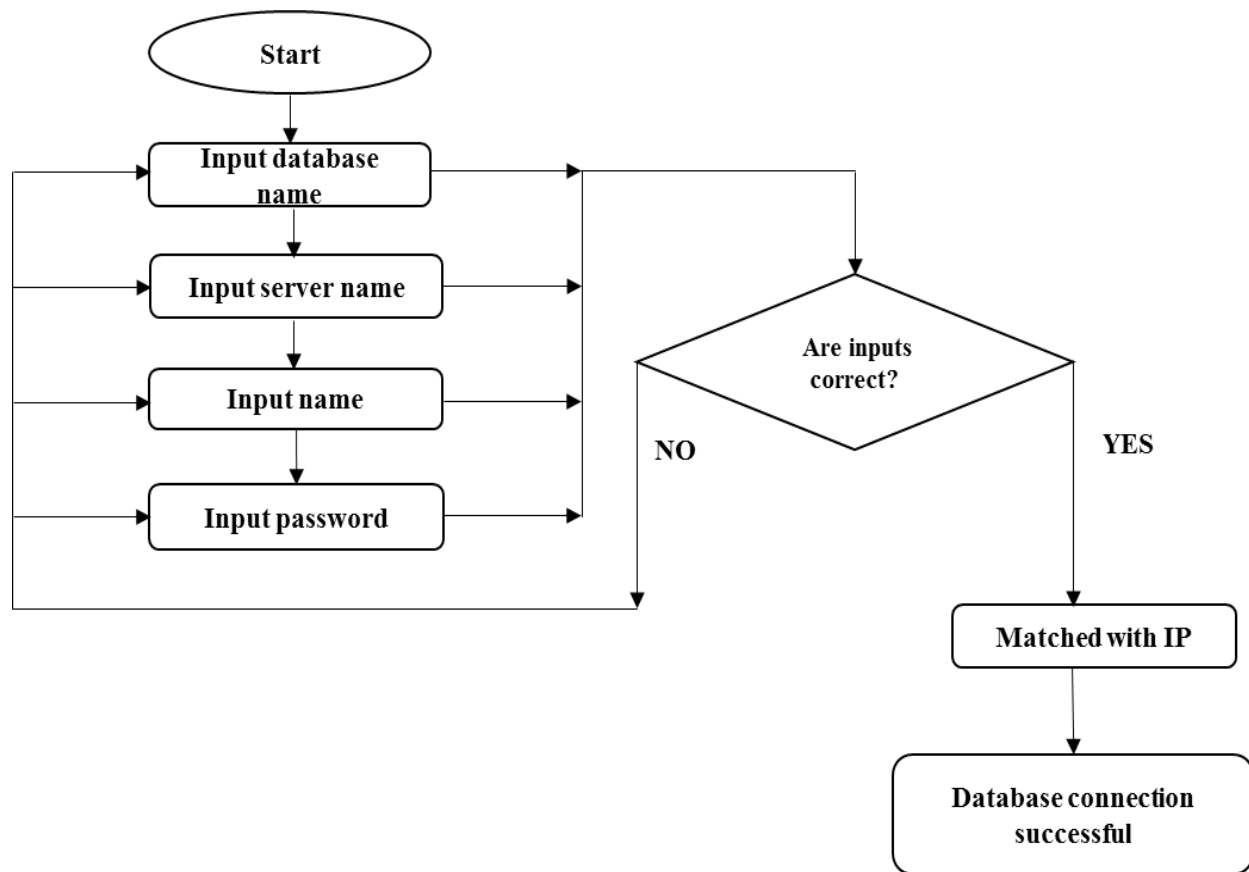 Start
Input database
name
Input server name
Input name
Input password
Are inputs
correct?
NO
YES
Matched with IP
Database connection
successful